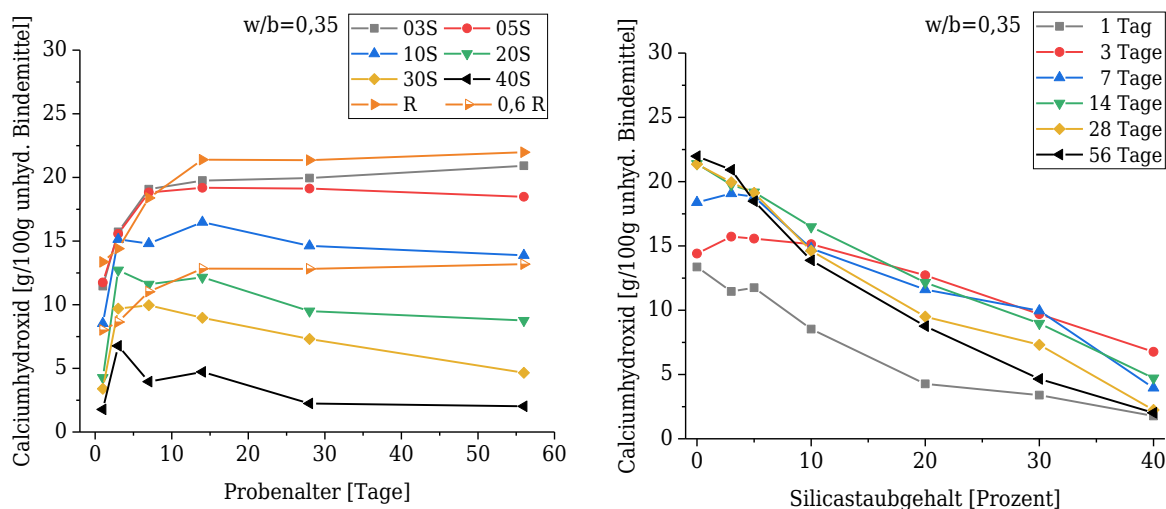 w/b=0,35
03S 05S
10S 20S
30S 40S
R 0,6 R
Calciumhydroxid [g/100g unhyd. Bindemittel]
30
25
20
15
10
5
0
0 10 20 30 40 50 60
Probenalter [Tage]
w/b=0,35
1 Tag
3 Tage
7 Tage
14 Tage
28 Tage
56 Tage
Calciumhydroxid [g/100g unhyd. Bindemittel]
30
25
20
15
10
5
0
0 10 20 30 40
Silicastaubgehalt [Prozent]